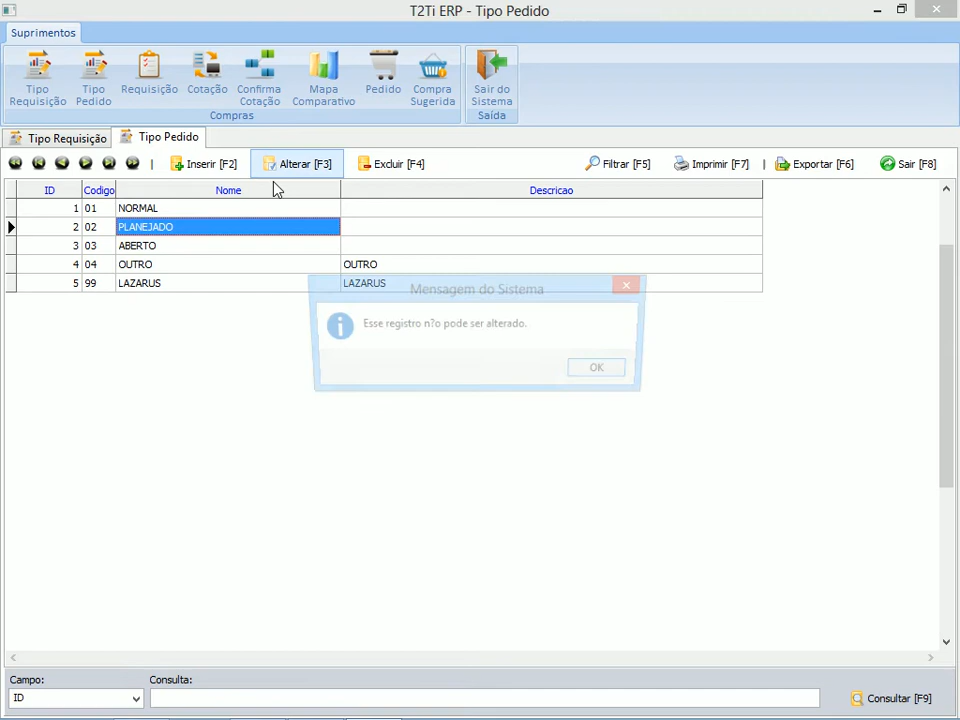 T2Ti ERP - Tipo Pedido
Suprimentos
Tipo
Requisição
Tipo
Pedido
Requisição
Cotação
Confirma
Cotação
Mapa
Comparativo
Pedido
Compra
Sugerida
Sair do
Sistema
Compras
Saída
Tipo Requisição
Tipo Pedido
Inserir [F2]
Alterar [F3]
Excluir [F4]
Filtrar [F5]
Imprimir [F7]
Exportar [F6]
Sair [F8]
ID Codigo Nome Descricao
1 01 NORMAL
2 02 PLANEJADO
3 03 ABERTO
4 04 OUTRO OUTRO
5 99 LAZARUS LAZARUS
Mensagem do Sistema
Esse registro n?o pode ser alterado.
OK
Campo:
Consulta:
ID
Consultar [F9]